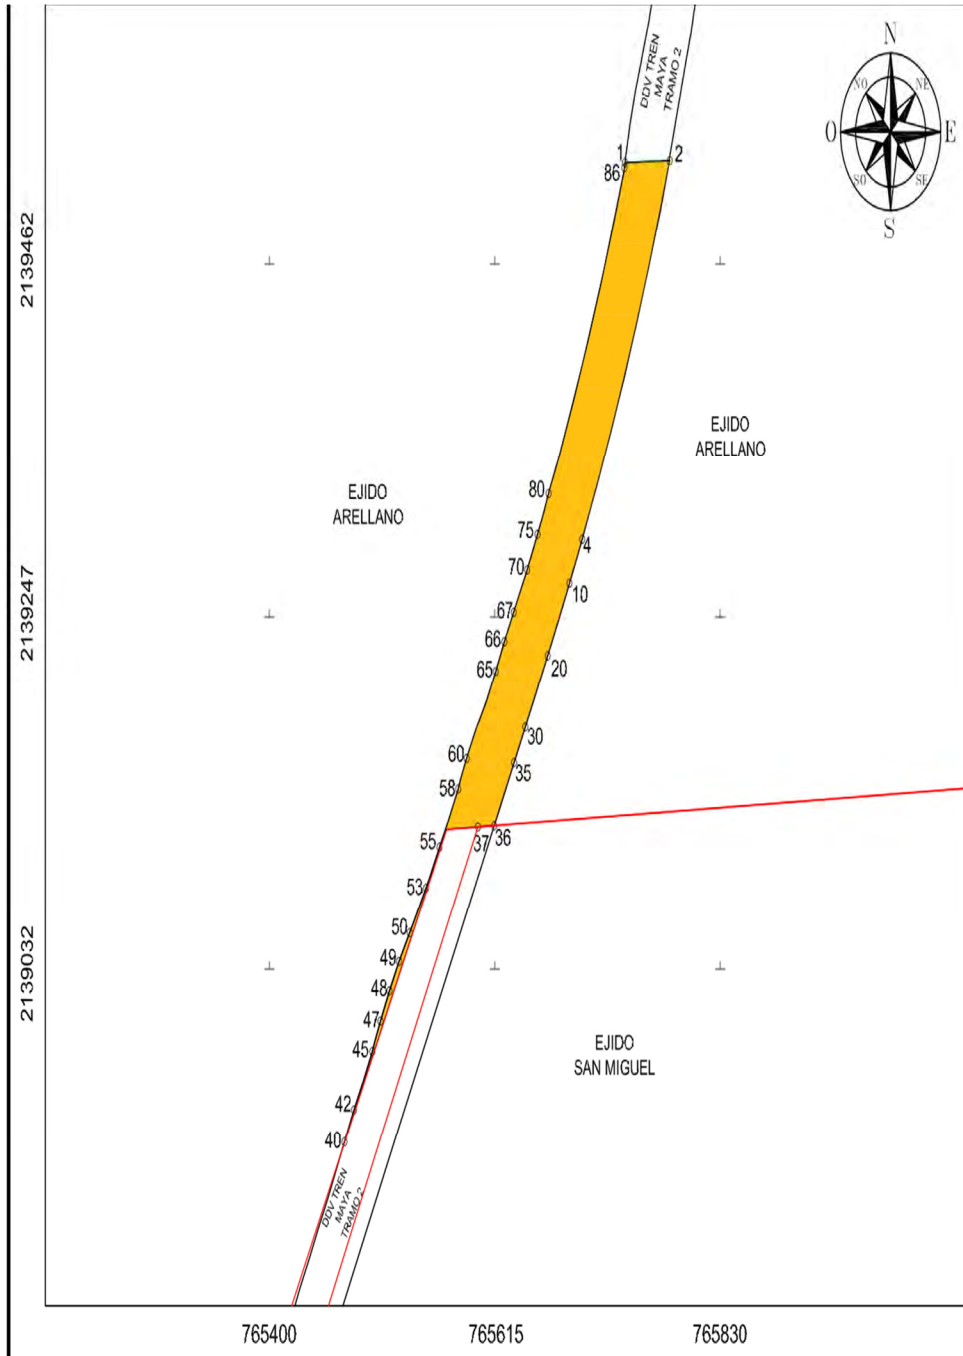 DDV TREN
MAYA
TRAMO 2
N
NO
NE
O
E
SO
SE
S
1
2
86
2139462
EJIDO
ARELLANO
EJIDO
ARELLANO
80
75
4
70
10
2139247
67
66
20
65
30
60
35
58
36
37
55
53
50
2139032
49
48
47
45
EJIDO
SAN MIGUEL
42
40
DDV TREN
MAYA
TRAMO 2
765400
765615
765830